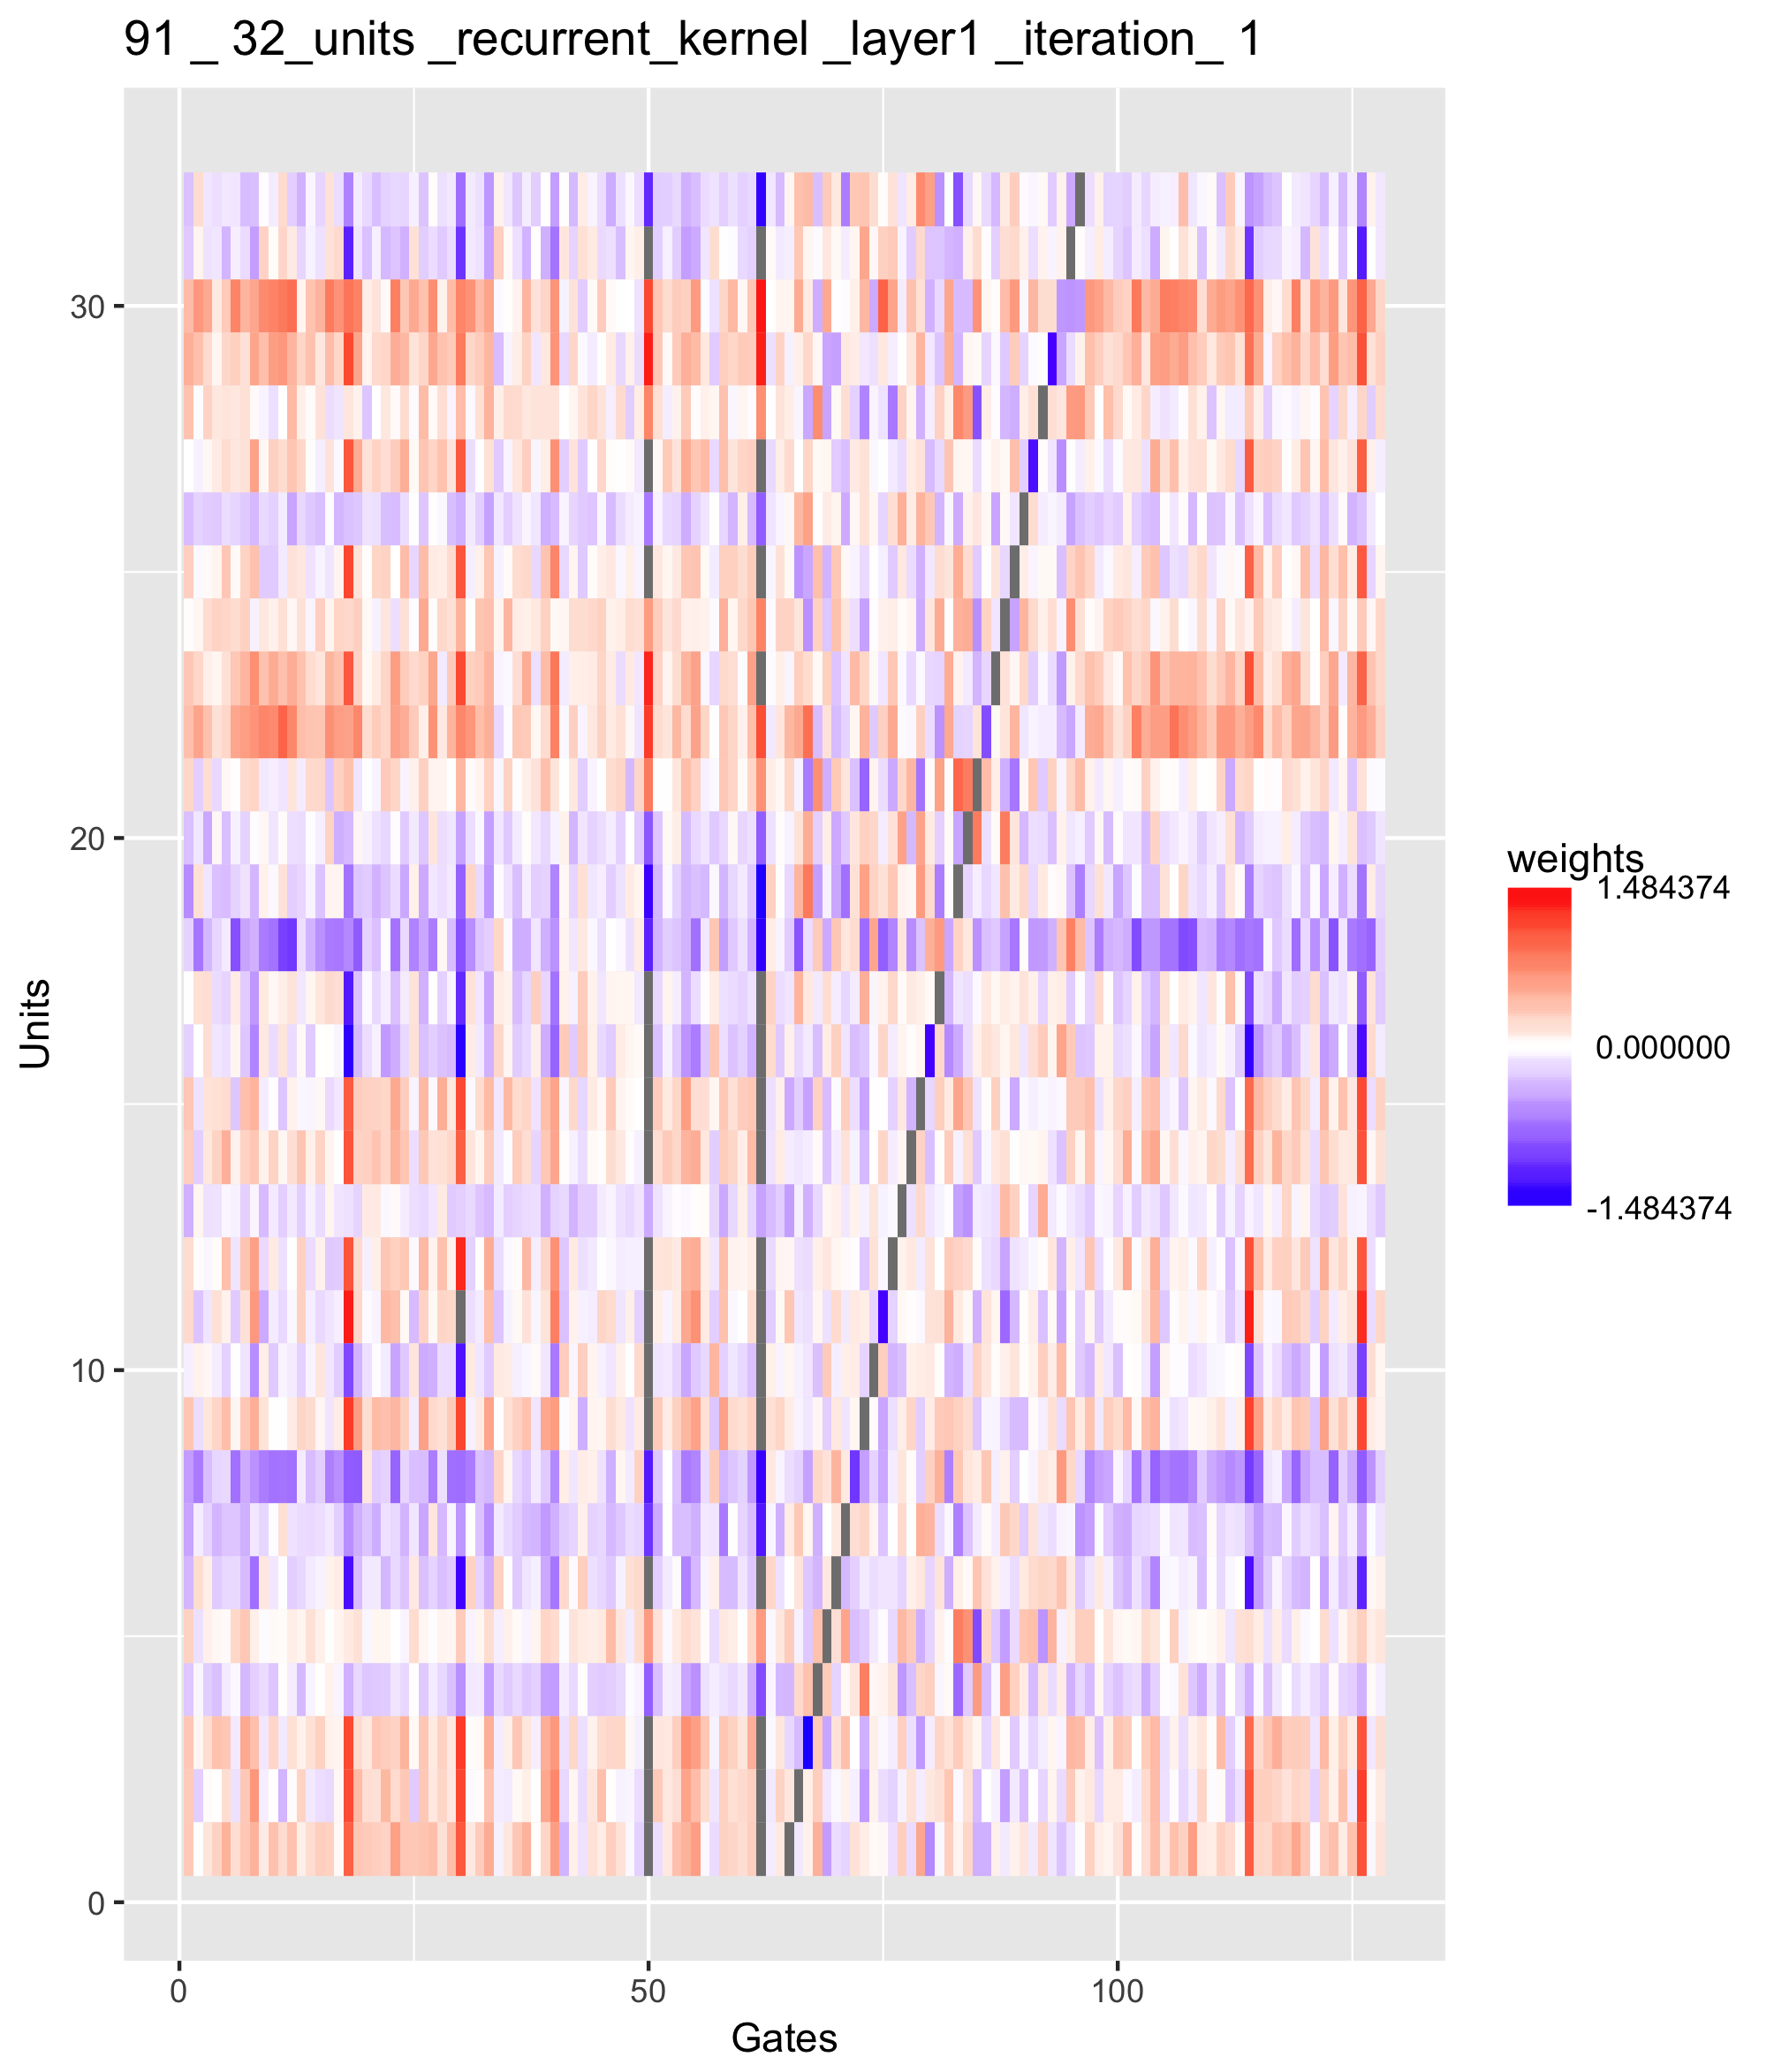 91 _ 32_units _recurrent_kernel _layer1 _iteration_ 1
30
20
10
0
Units
0
50
100
Gates
weights
1.484374
0.000000
-1.484374